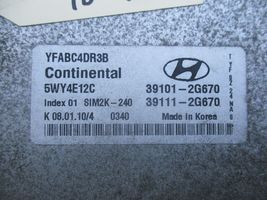 YFABC4DR3B
Continental
5WY4E12C 39101-2G670
Index 01 SIM2K-240 39111-2G670
K 08.01.10/4 0340 Made in Korea